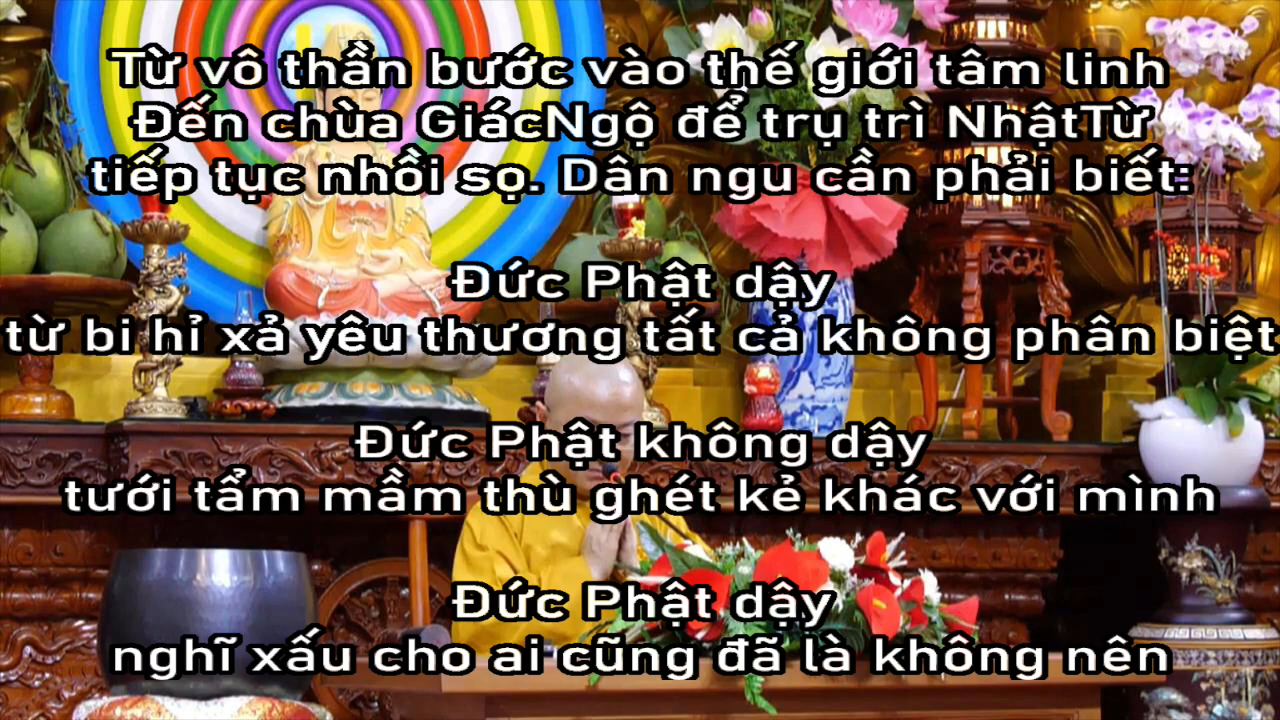 Từ vô thần bước vào thế giới tâm linh
Đến chùa GiácNgộ để trụ trì NhậtTừ
tiếp tục nhồi sọ. Dân ngu cần phải biết:
Đức Phật dậy
từ bi hỉ xả yêu thương tất cả không phân biệt
Đức Phật không dậy
tưới tẩm mầm thù ghét kẻ khác với mình
Đức Phật dậy
nghĩ xấu cho ai cũng đã là không nên